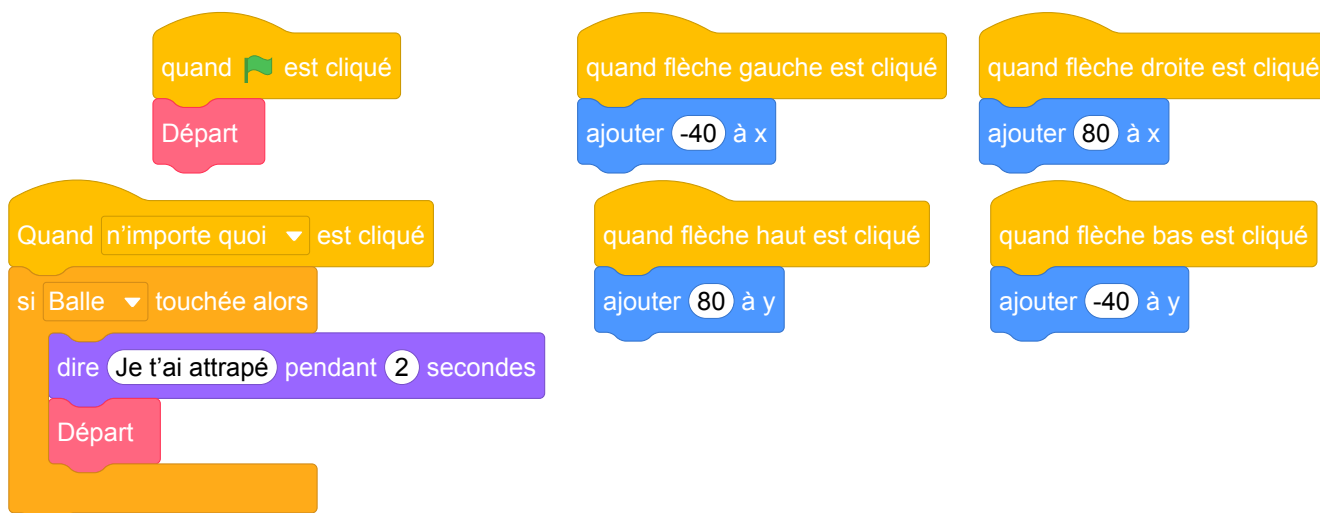 quand est cliqué
Départ
quand flèche gauche est cliqué
ajouter -40 à x
quand flèche droite est cliqué
ajouter 80 à x
Quand n'importe quoi est cliqué
si Balle touchée alors
dire Je t'ai attrapé pendant 2 secondes
Départ
quand flèche haut est cliqué
ajouter 80 à y
quand flèche bas est cliqué
ajouter -40 à y